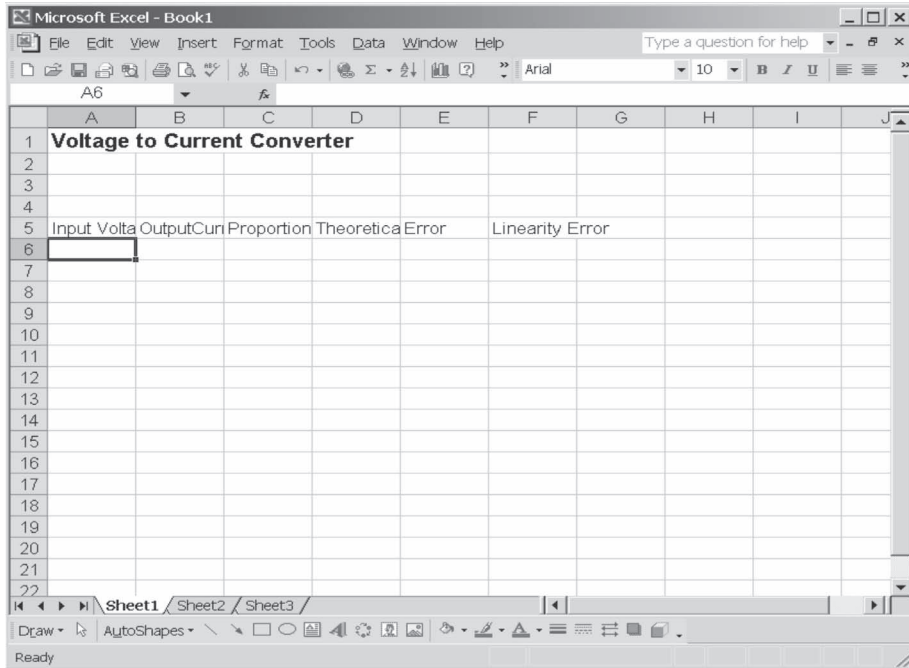 Microsoft Excel - Book1
File Edit View Insert Format Tools Data Window Help Type a question for help
Arial 10 B I U
A6 fx
A B C D E F G H I J
1 Voltage to Current Converter
2
3
4
5 Input Volta OutputCurr Proportion Theoretica Error Linearity Error
6
7
8
9
10
11
12
13
14
15
16
17
18
19
20
21
22
Sheet1 Sheet2 Sheet3
Draw AutoShapes
Ready